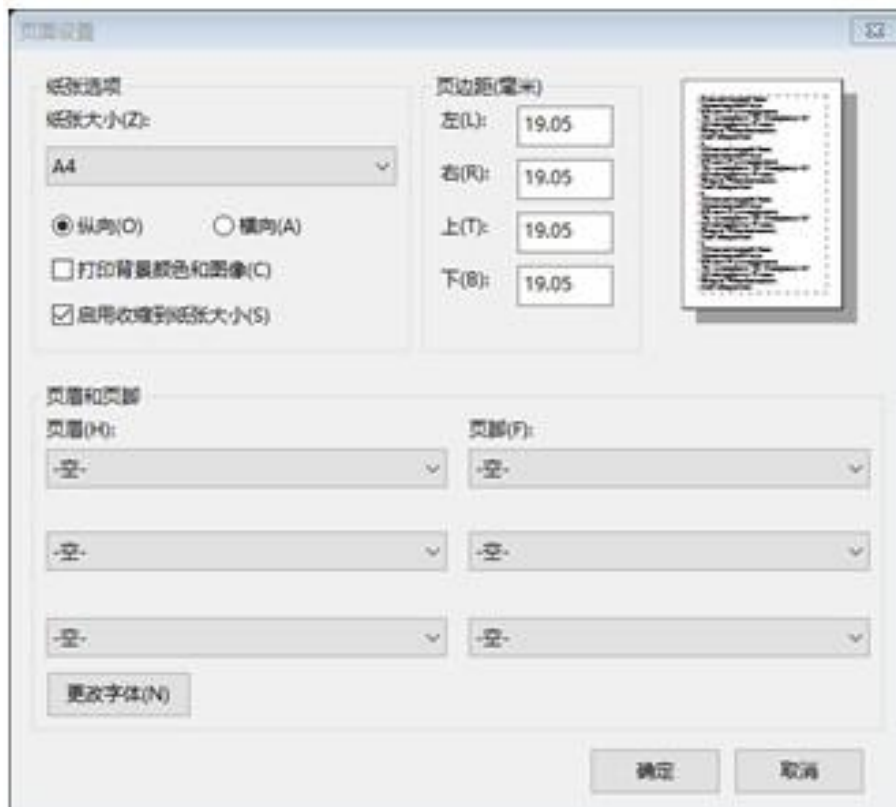 页面设置
纸张选项
纸张大小(Z):
A4
纵向(O) 横向(A)
打印背景颜色和图像(C)
启用收缩到纸张大小(S)
页边距(毫米)
左(L): 19.05
右(R): 19.05
上(T): 19.05
下(B): 19.05
页眉和页脚
页眉(H): 页脚(F):
-空- -空-
-空- -空-
-空- -空-
更改字体(N)
确定 取消